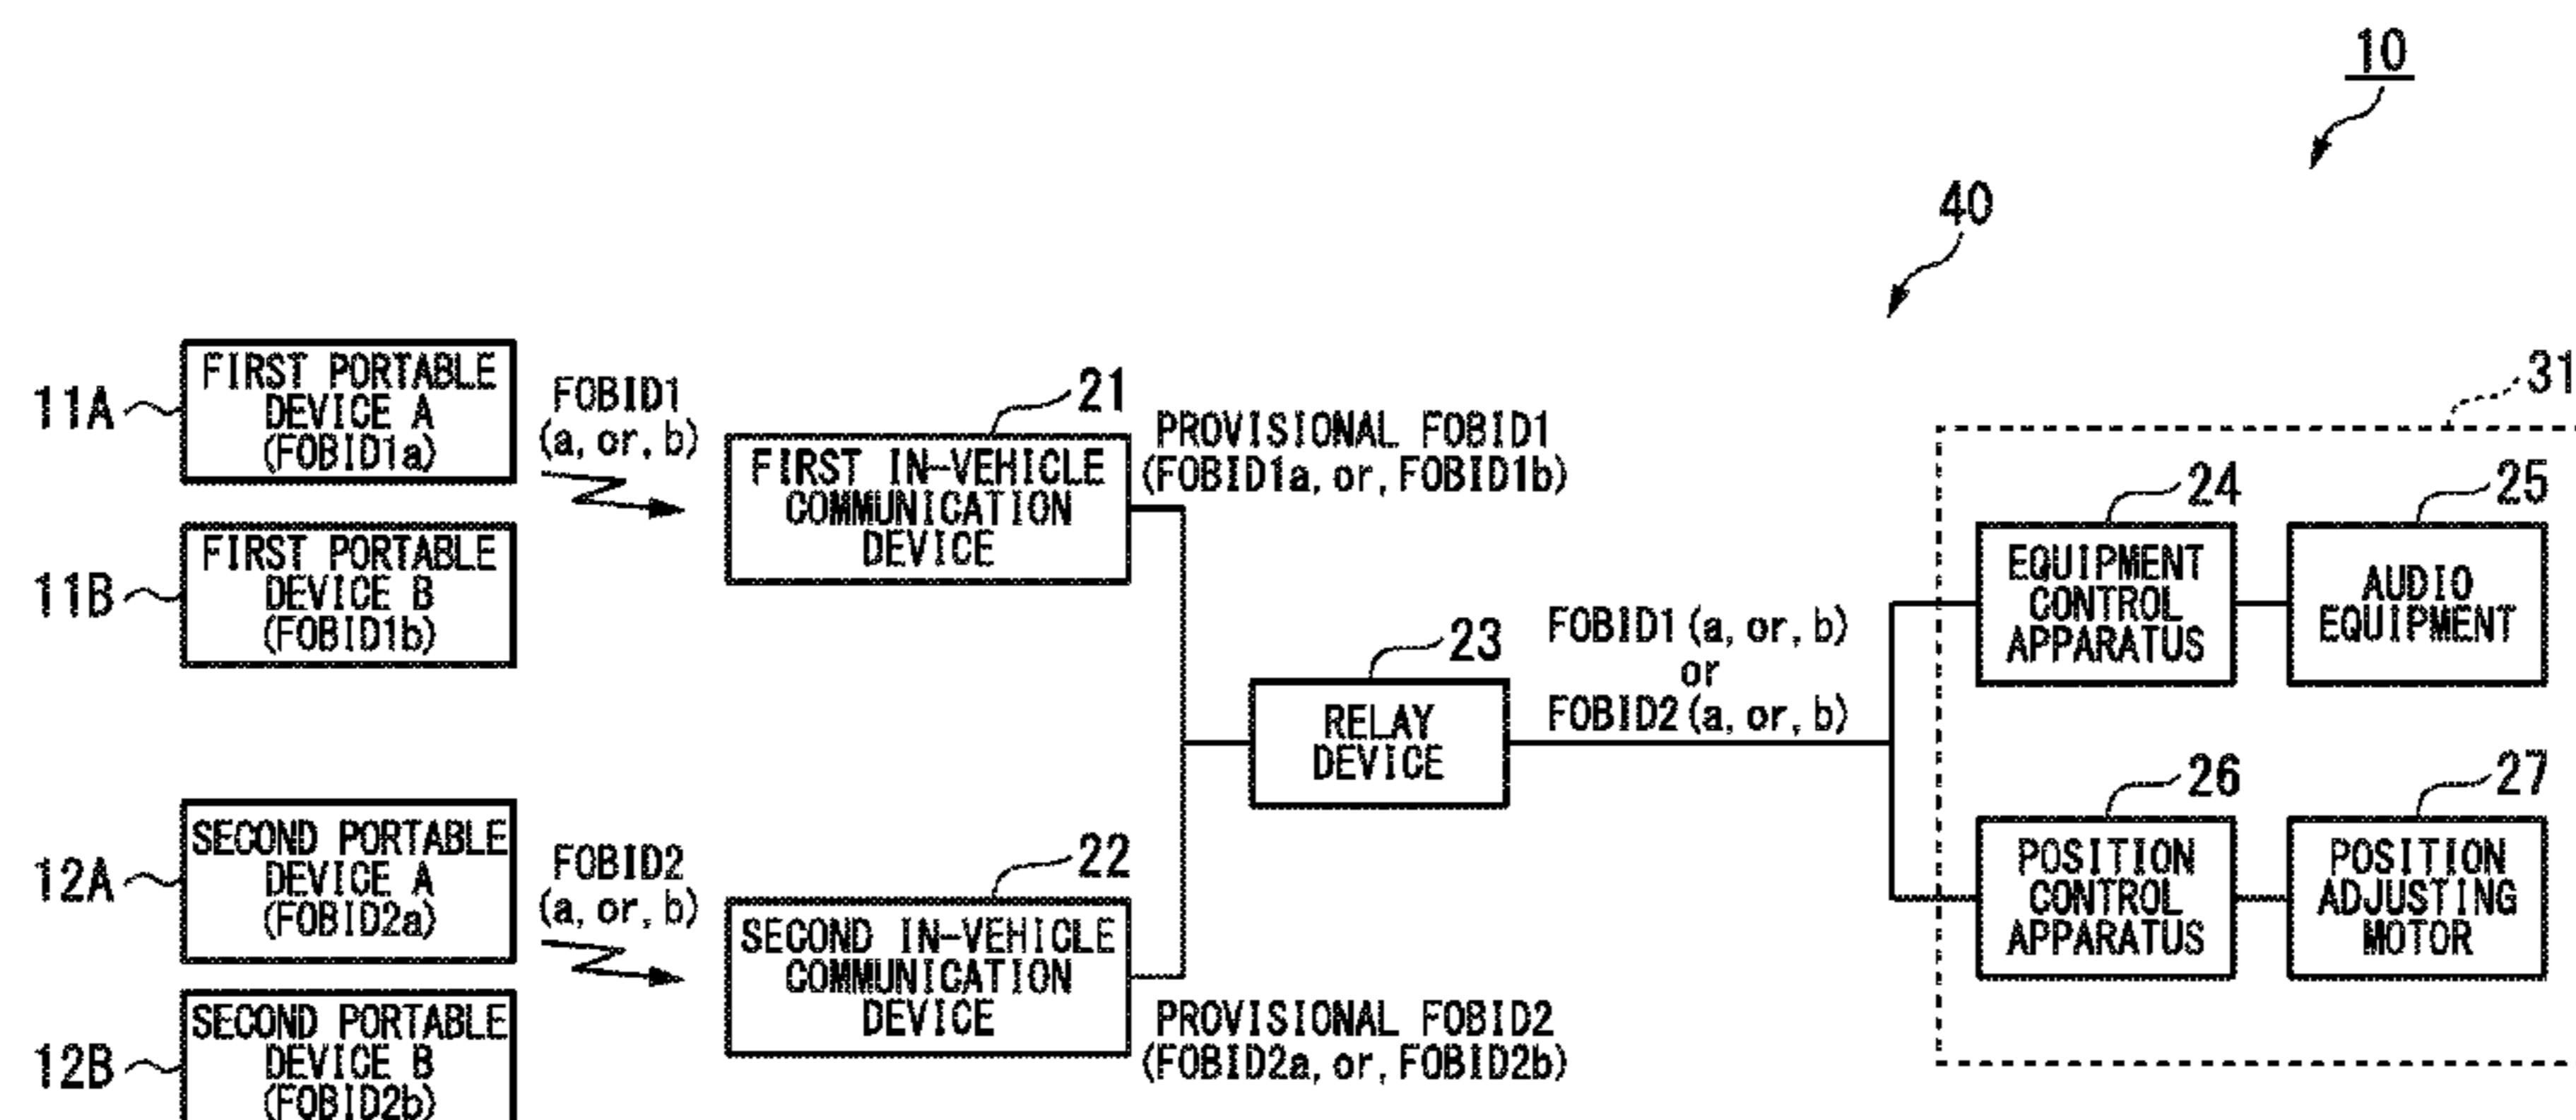 10
40
11A
FIRST PORTABLE
DEVICE A
(FOBID1a)
FOBID1
(a, or, b)
11B
FIRST PORTABLE
DEVICE B
(FOBID1b)
21
FIRST IN-VEHICLE
COMMUNICATION
DEVICE
PROVISIONAL FOBID1
(FOBID1a, or, FOBID1b)
12A
SECOND PORTABLE
DEVICE A
(FOBID2a)
FOBID2
(a, or, b)
12B
SECOND PORTABLE
DEVICE B
(FOBID2b)
22
SECOND IN-VEHICLE
COMMUNICATION
DEVICE
PROVISIONAL FOBID2
(FOBID2a, or, FOBID2b)
23
RELAY
DEVICE
FOBID1 (a, or, b)
or
FOBID2 (a, or, b)
31
24
EQUIPMENT
CONTROL
APPARATUS
25
AUDIO
EQUIPMENT
26
POSITION
CONTROL
APPARATUS
27
POSITION
ADJUSTING
MOTOR